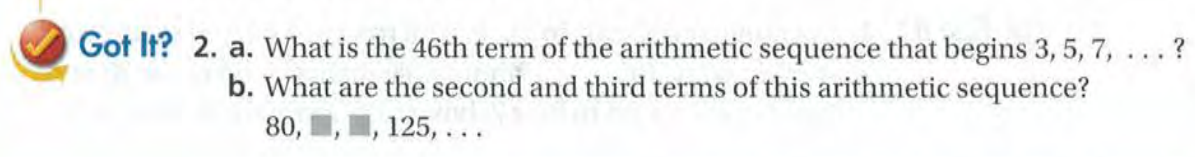 Got It? 2. a. What is the 46th term of the arithmetic sequence that begins 3, 5, 7, . . . ?
b. What are the second and third terms of this arithmetic sequence?
80, ■, ■, 125, . . .